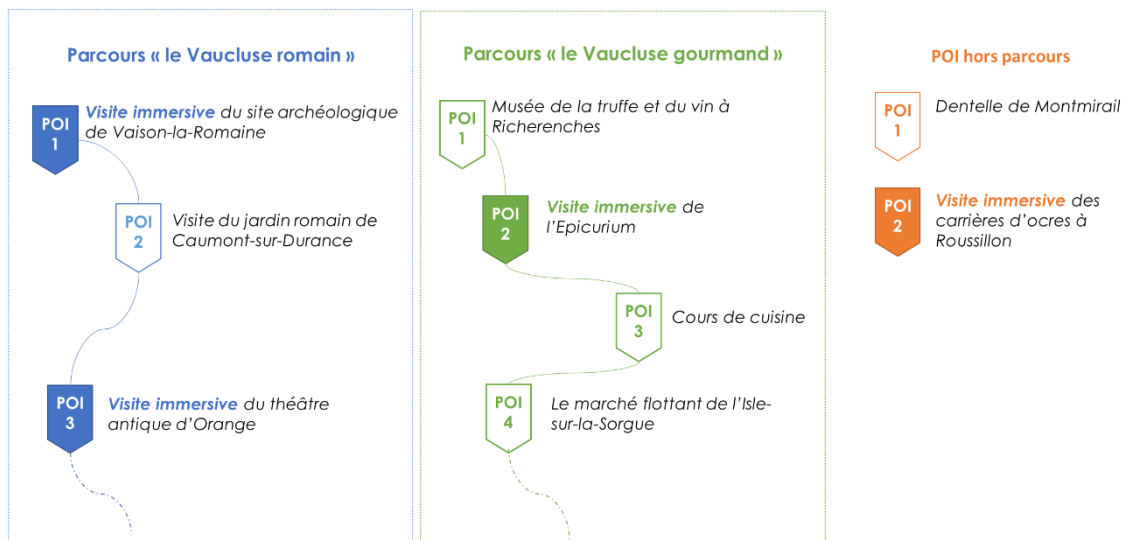 Parcours « le Vaucluse romain »
POI
1
Visite immersive du site archéologique
de Vaison-la-Romaine
POI
2
Visite du jardin romain de
Caumont-sur-Durance
POI
3
Visite immersive du théâtre
antique d'Orange
Parcours « le Vaucluse gourmand »
POI
1
Musée de la truffe et du vin à
Richerenches
POI
2
Visite immersive de
l'Epicurium
POI
3
Cours de cuisine
POI
4
Le marché flottant de l'Isle-
sur-la-Sorgue
POI hors parcours
POI
1
Dentelle de Montmirail
POI
2
Visite immersive des
carrières d'ocres à
Roussillon